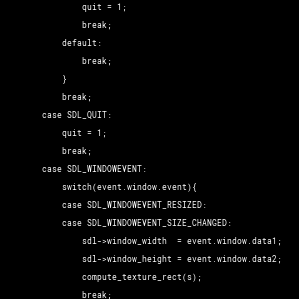 quit = 1;
break;
default:
break;
}
break;
case SDL_QUIT:
quit = 1;
break;
case SDL_WINDOWEVENT:
switch(event.window.event){
case SDL_WINDOWEVENT_RESIZED:
case SDL_WINDOWEVENT_SIZE_CHANGED:
sdl->window_width  = event.window.data1;
sdl->window_height = event.window.data2;
compute_texture_rect(s);
break;